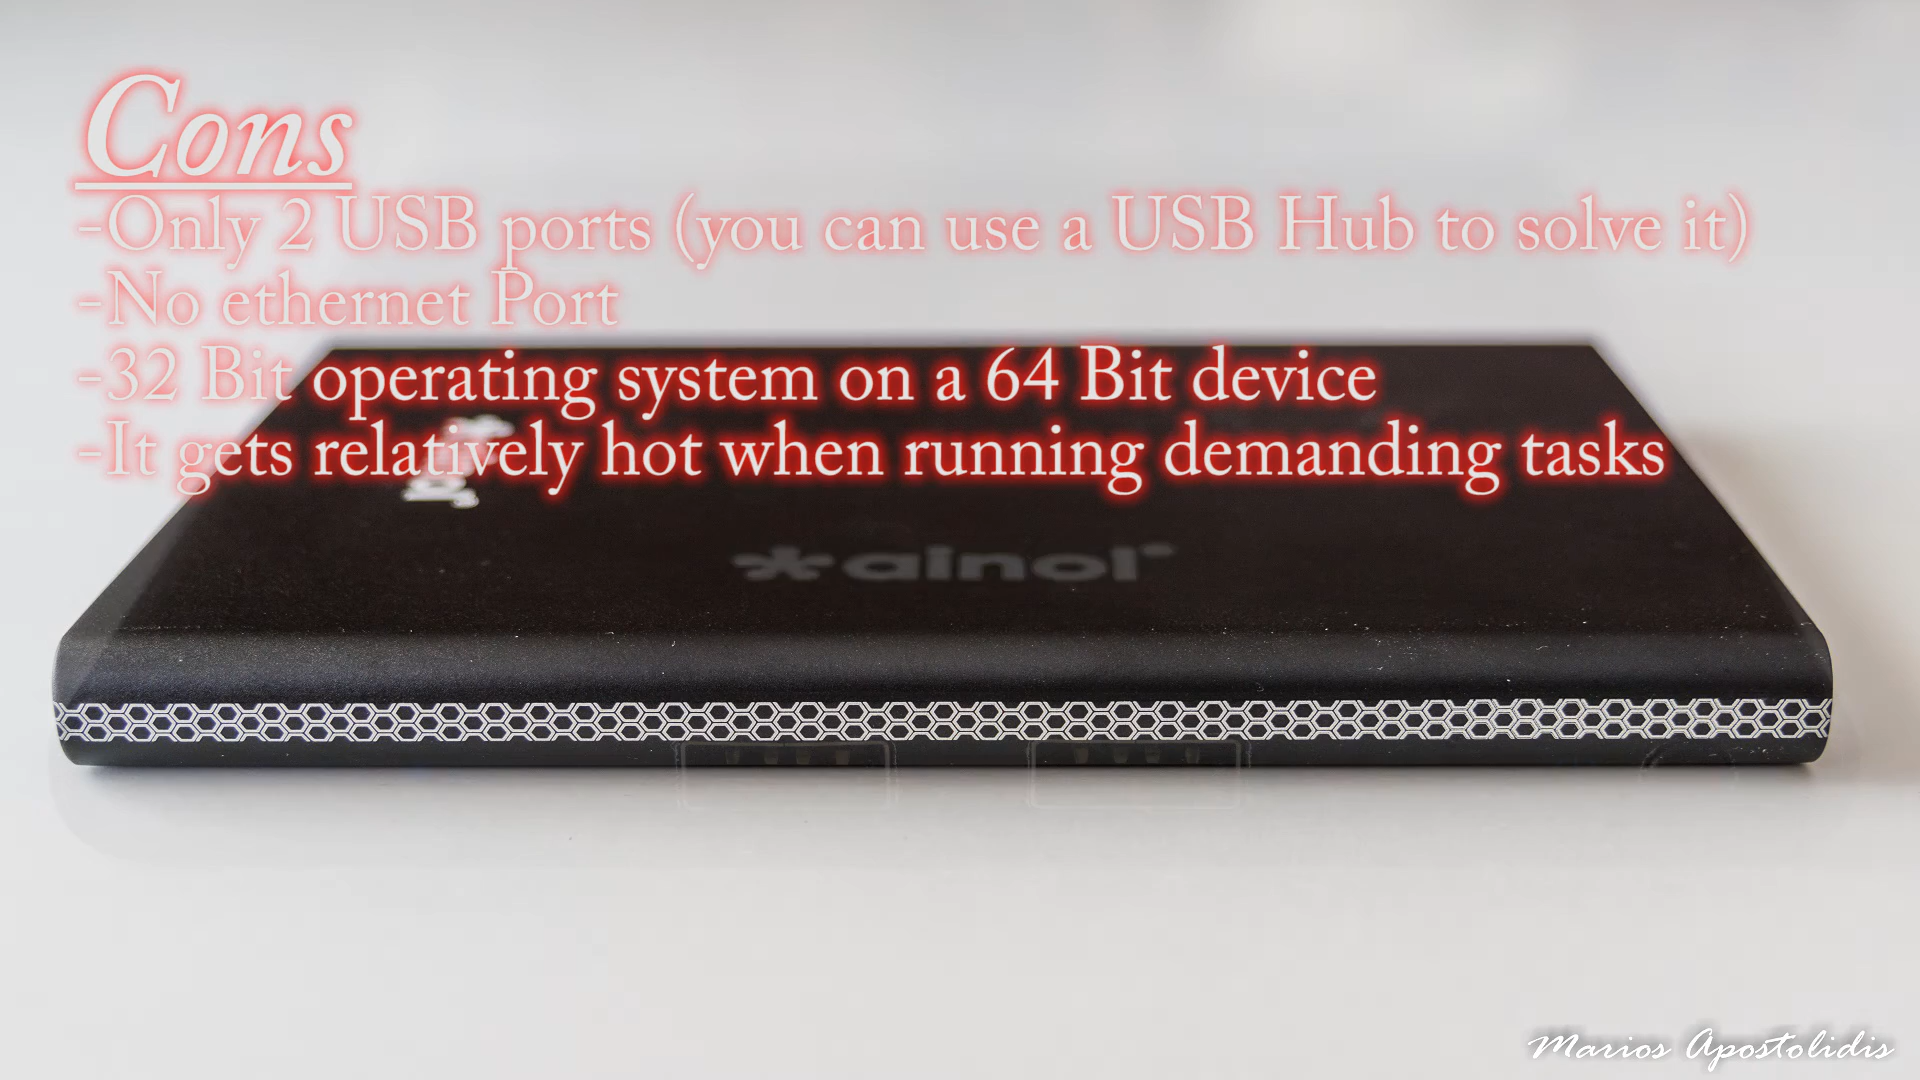 Cons
-Only 2 USB ports (you can use a USB Hub to solve it)
-No ethernet Port
-32 Bit operating system on a 64 Bit device
-It gets relatively hot when running demanding tasks
ainol
Marios Apostolidis